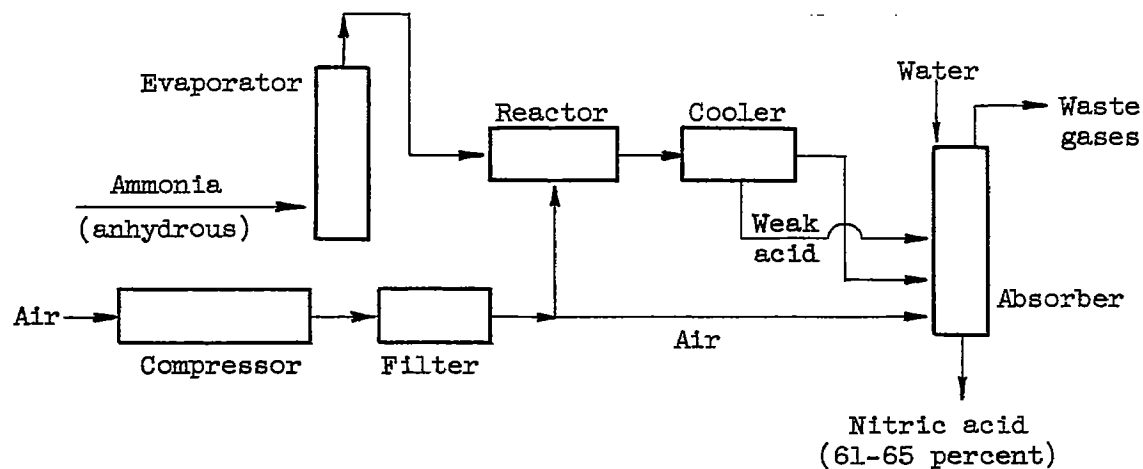 Evaporator
Water
Reactor
Cooler
Waste
gases
Ammonia
(anhydrous)
Weak
acid
Absorber
Air
Air
Compressor
Filter
Nitric acid
(61-65 percent)